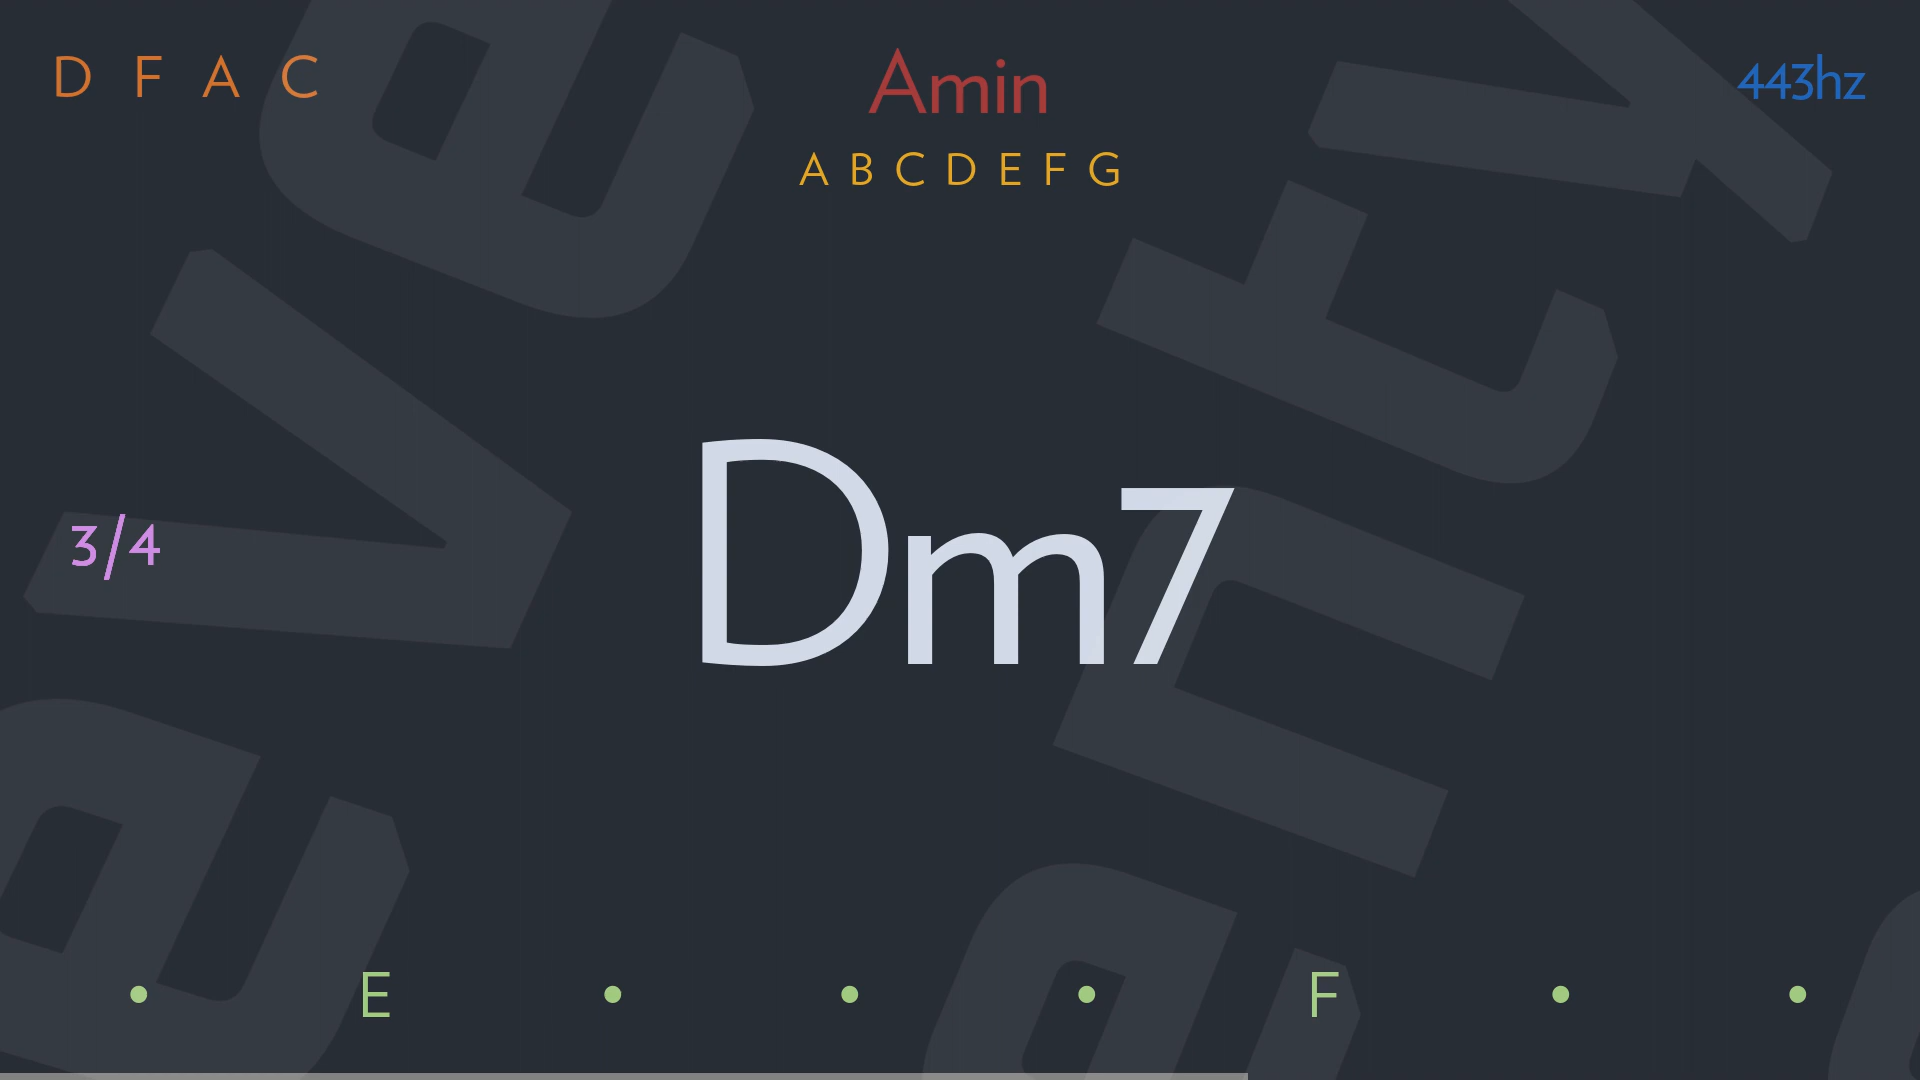 D F A C
Amin
443hz
A B C D E F G
3/4
Dm7
• E • • • F • •